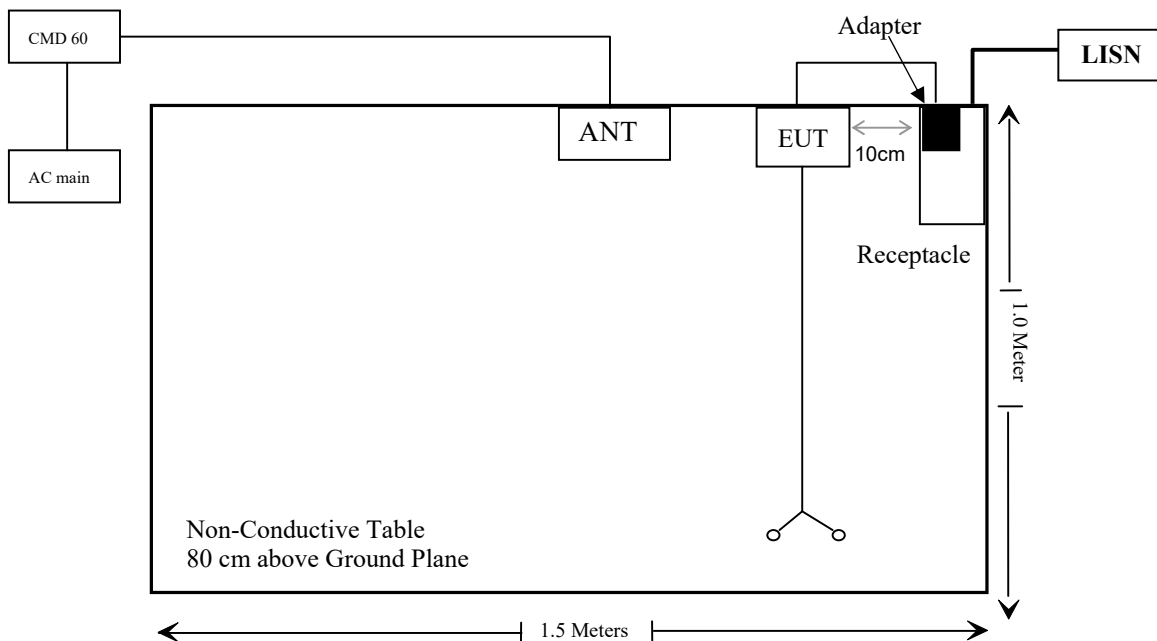 CMD 60
Adapter
LISN
ANT
EUT
10cm
AC main
Receptacle
1.0 Meter
Non-Conductive Table
80 cm above Ground Plane
1.5 Meters